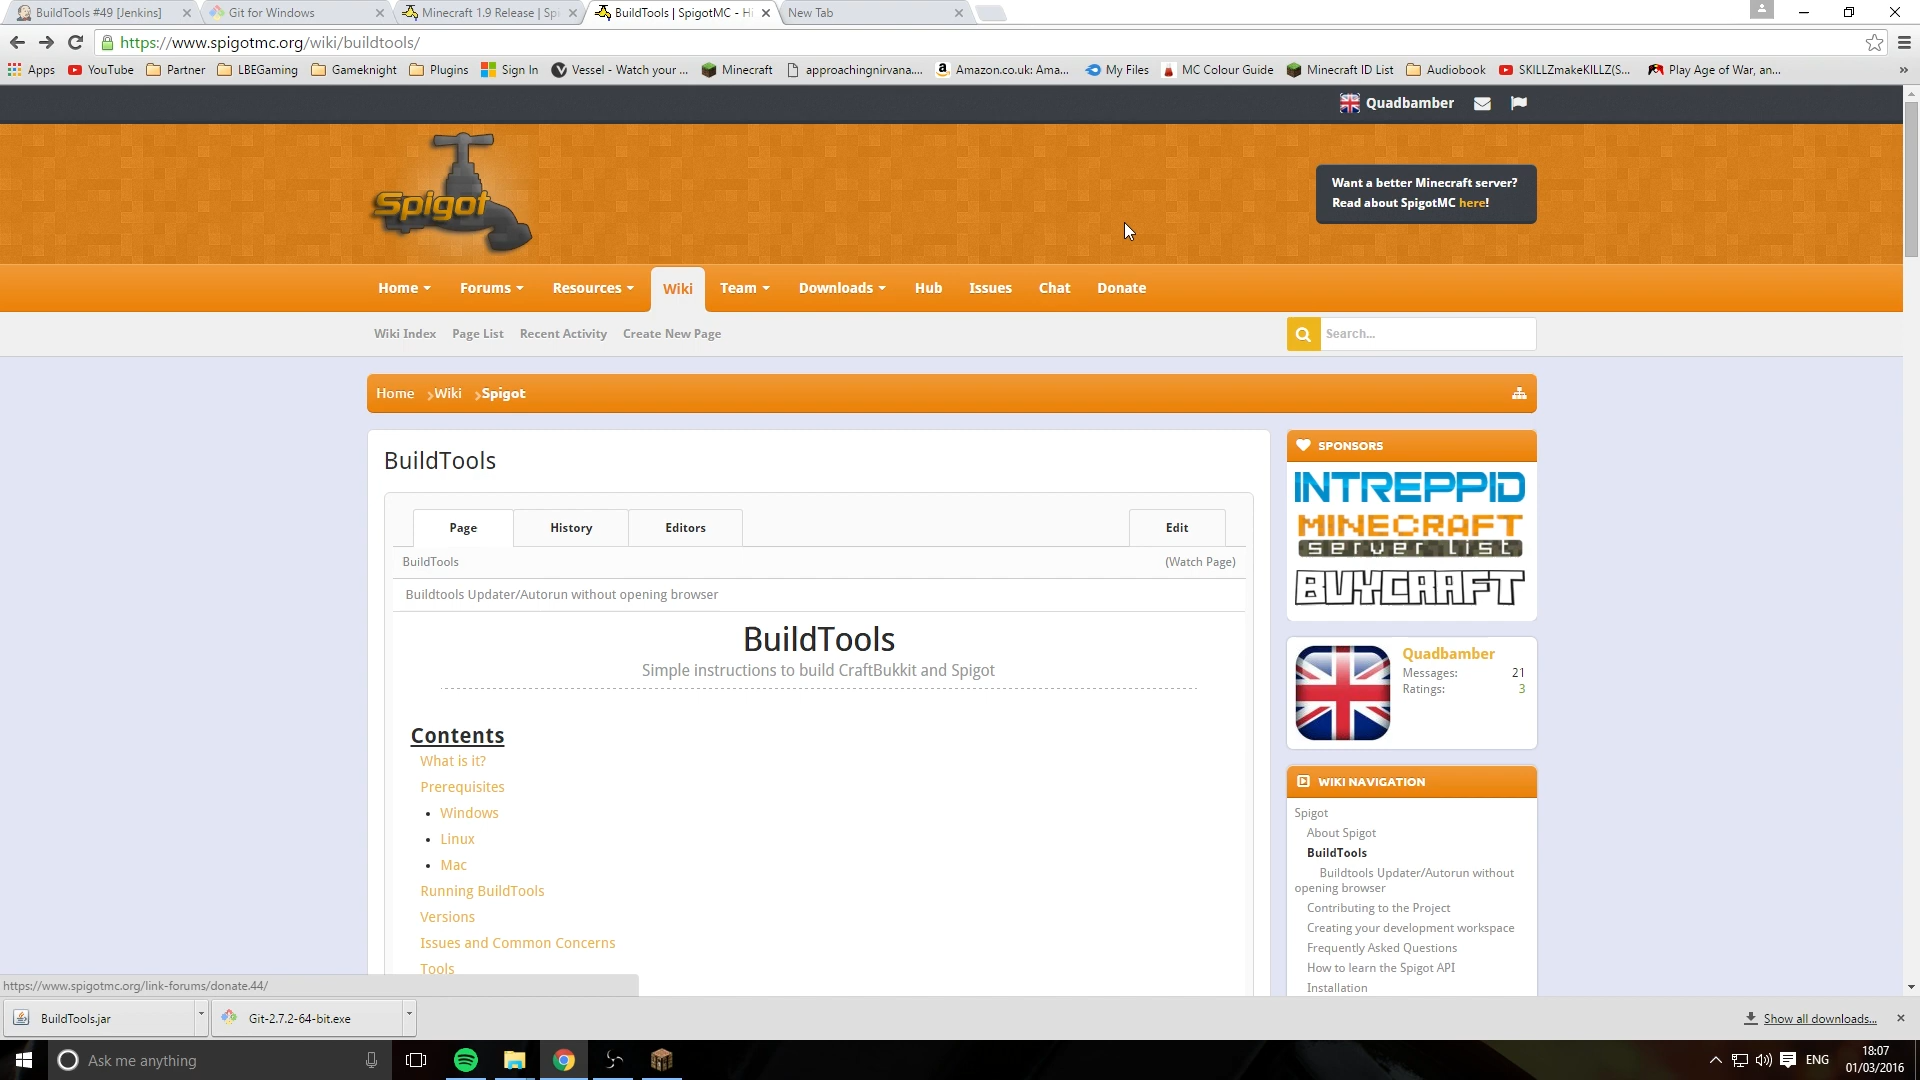 BuildTools #49 [Jenkins]
Git for Windows
Minecraft 1.9 Release | Spi
BuildTools | SpigotMC - Hi
New Tab
https://www.spigotmc.org/wiki/buildtools/
Apps
YouTube
Partner
LBEGaming
Gameknight
Plugins
Sign In
Vessel - Watch your ...
Minecraft
approachingnirvana....
Amazon.co.uk: Ama...
My Files
MC Colour Guide
Minecraft ID List
Audiobook
SKILLZmakeKILLZ(S...
Play Age of War, an...
»
Quadbamber
Spigot
Want a better Minecraft server?
Read about SpigotMC here!
Home
Forums
Resources
Wiki
Team
Downloads
Hub
Issues
Chat
Donate
Wiki Index
Page List
Recent Activity
Create New Page
Search...
Home
Wiki
Spigot
BuildTools
Page
History
Editors
Edit
BuildTools
(Watch Page)
Buildtools Updater/Autorun without opening browser
BuildTools
Simple instructions to build CraftBukkit and Spigot
Contents
What is it?
Prerequisites
• Windows
• Linux
• Mac
Running BuildTools
Versions
Issues and Common Concerns
Tools
SPONSORS
INTREPPID
MINECRAFT
server list
BUYCRAFT
Quadbamber
Messages: 21
Ratings: 3
WIKI NAVIGATION
Spigot
About Spigot
BuildTools
Buildtools Updater/Autorun without
opening browser
Contributing to the Project
Creating your development workspace
Frequently Asked Questions
How to learn the Spigot API
Installation
https://www.spigotmc.org/link-forums/donate.44/
BuildTools.jar
Git-2.7.2-64-bit.exe
Show all downloads...
Ask me anything
ENG
18:07
01/03/2016